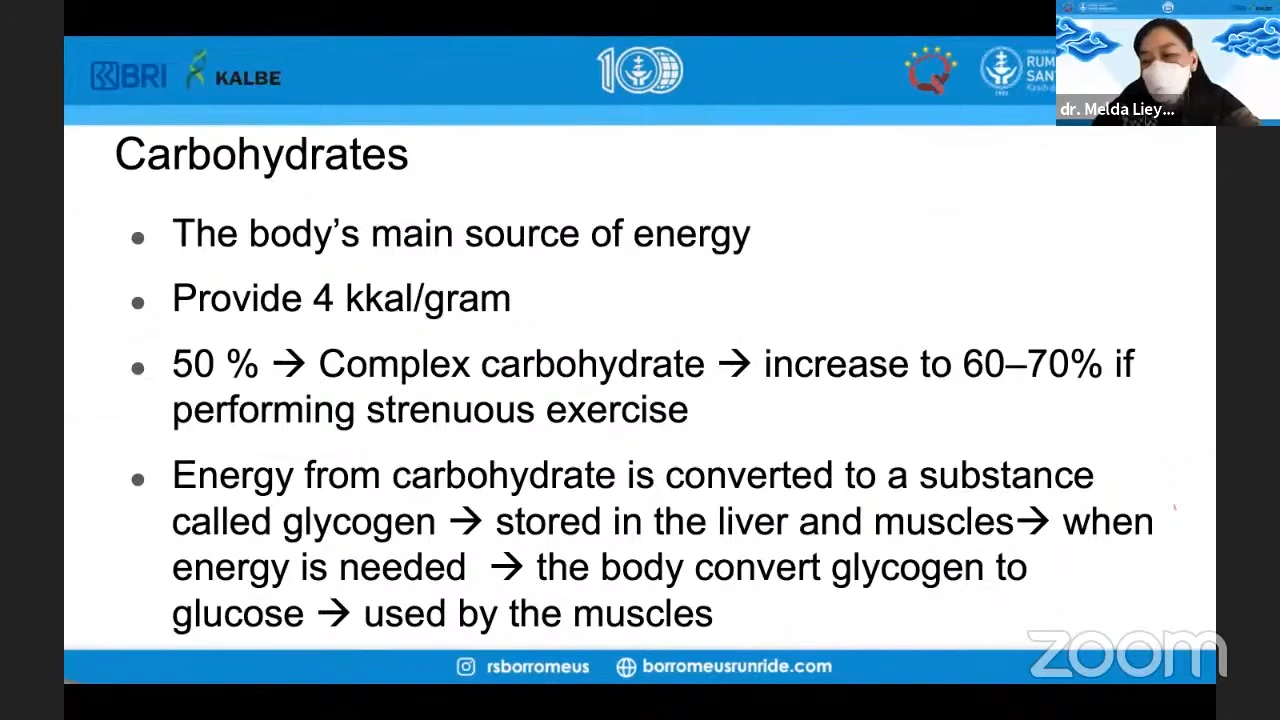 BRI
KALBE
100
RUM
SAN
dr. Melda Liey...
Carbohydrates
• The body’s main source of energy
• Provide 4 kkal/gram
• 50 % → Complex carbohydrate → increase to 60–70% if
performing strenuous exercise
• Energy from carbohydrate is converted to a substance
called glycogen → stored in the liver and muscles→ when
energy is needed → the body convert glycogen to
glucose → used by the muscles
zoom
rsborromeus borromeusrunride.com